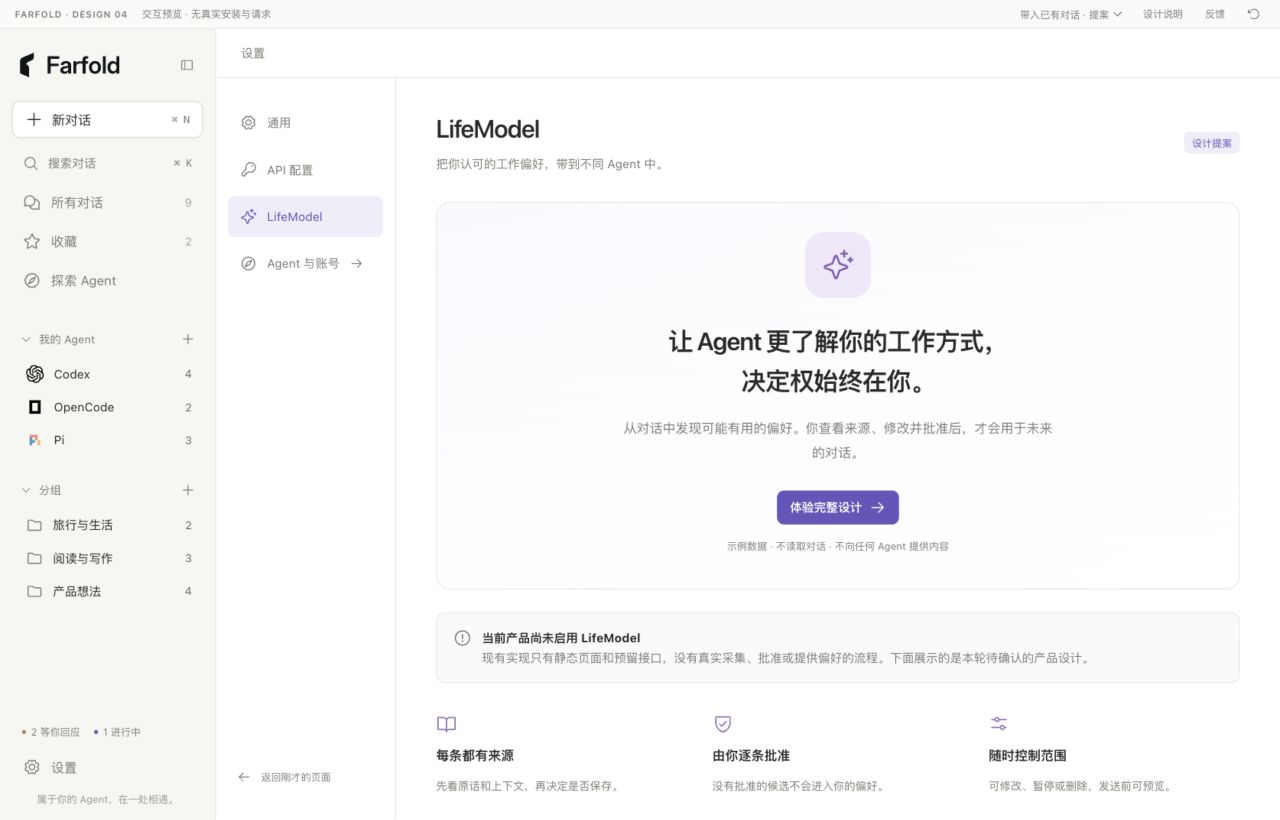 FARFOLD · DESIGN 04 交互预览 · 无真实安装与请求
带入已有对话 · 提案 设计说明 反馈
Farfold
新对话 ⌘ N
搜索对话 ⌘ K
所有对话 9
收藏 2
探索 Agent
我的 Agent
Codex 4
OpenCode 2
Pi 3
分组
旅行与生活 2
阅读与写作 3
产品想法 4
2 等你回应 1 进行中
设置
属于你的 Agent，在一处相遇。
设置
通用
API 配置
LifeModel
Agent 与账号
返回刚才的页面
LifeModel
把你认可的工作偏好，带到不同 Agent 中。
设计提案
让 Agent 更了解你的工作方式，
决定权始终在你。
从对话中发现可能有用的偏好。你查看来源、修改并批准后，才会用于未来
的对话。
体验完整设计
示例数据 · 不读取对话 · 不向任何 Agent 提供内容
当前产品尚未启用 LifeModel
现有实现只有静态页面和预留接口，没有真实采集、批准或提供偏好的流程。下面展示的是本轮待确认的产品设计。
每条都有来源
先看原话和上下文，再决定是否保存。
由你逐条批准
没有批准的候选不会进入你的偏好。
随时控制范围
可修改、暂停或删除，发送前可预览。